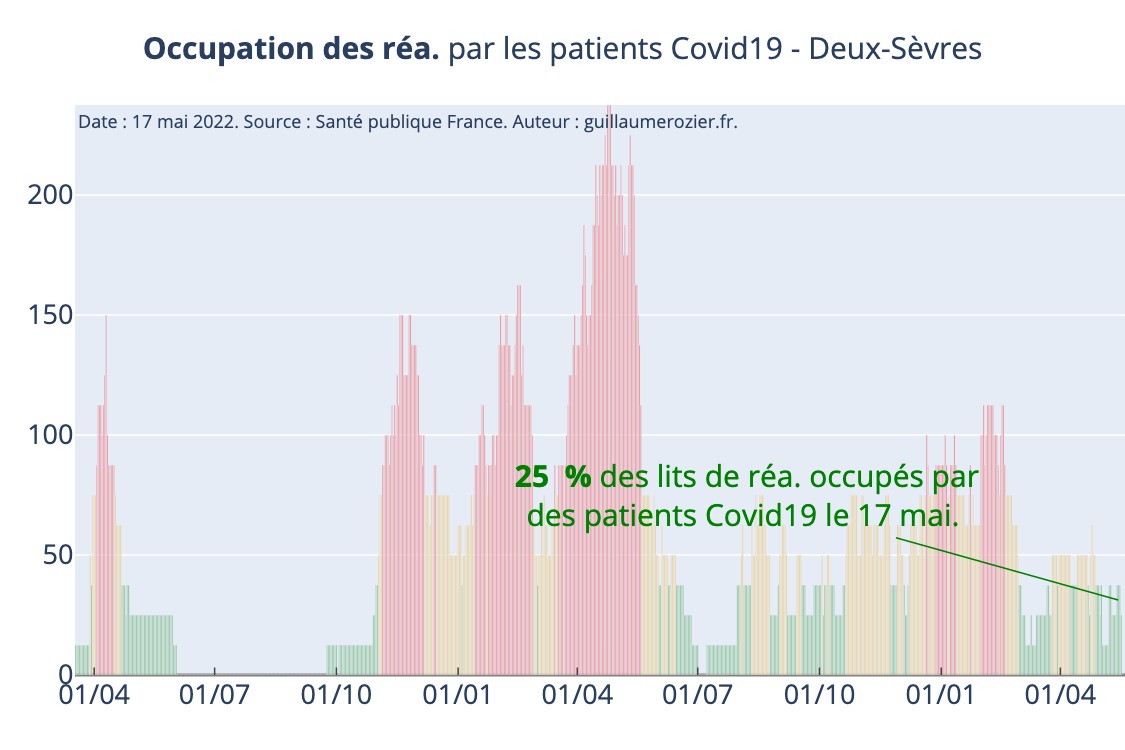 Occupation des réa. par les patients Covid19 - Deux-Sèvres
Date : 17 mai 2022. Source : Santé publique France. Auteur : guillaumerozier.fr.
200
150
100
25 % des lits de réa. occupés par
des patients Covid19 le 17 mai.
50
0
01/04 01/07 01/10 01/01 01/04 01/07 01/10 01/01 01/04